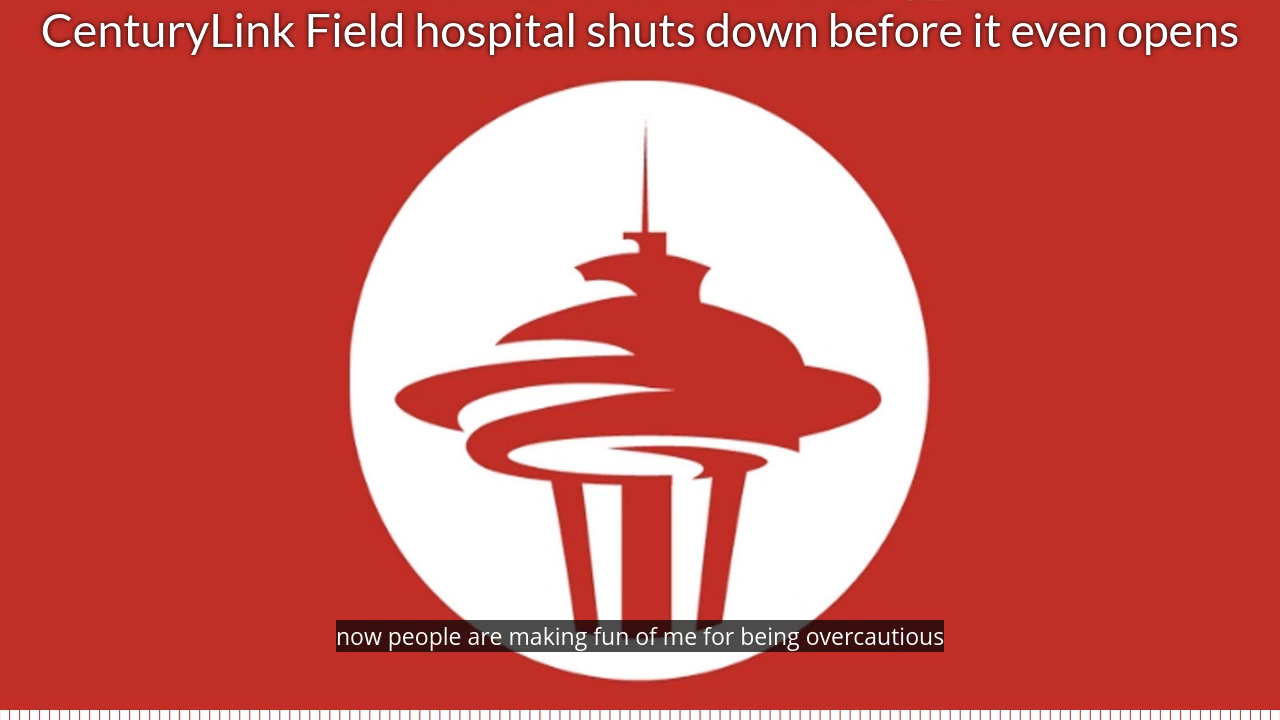 CenturyLink Field hospital shuts down before it even opens
now people are making fun of me for being overcautious